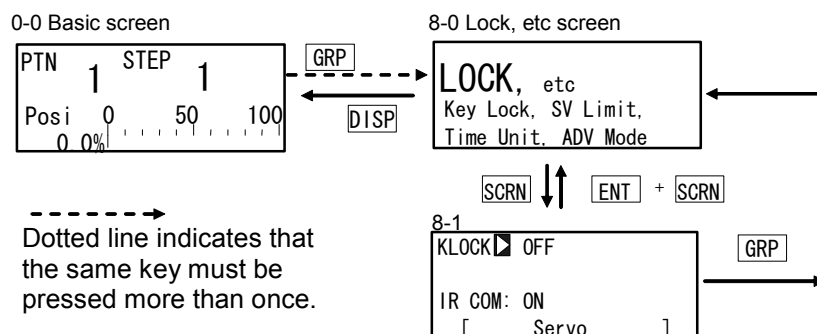 0-0 Basic screen
PTN 1 STEP 1
Posi 0 50 100
0.0%
GRP
DISP
8-0 Lock, etc screen
LOCK, etc
Key Lock, SV Limit,
Time Unit, ADV Mode
SCRN
ENT + SCRN
Dotted line indicates that
the same key must be
pressed more than once.
8-1
KLOCK OFF
IR COM: ON
[ Servo ]
GRP